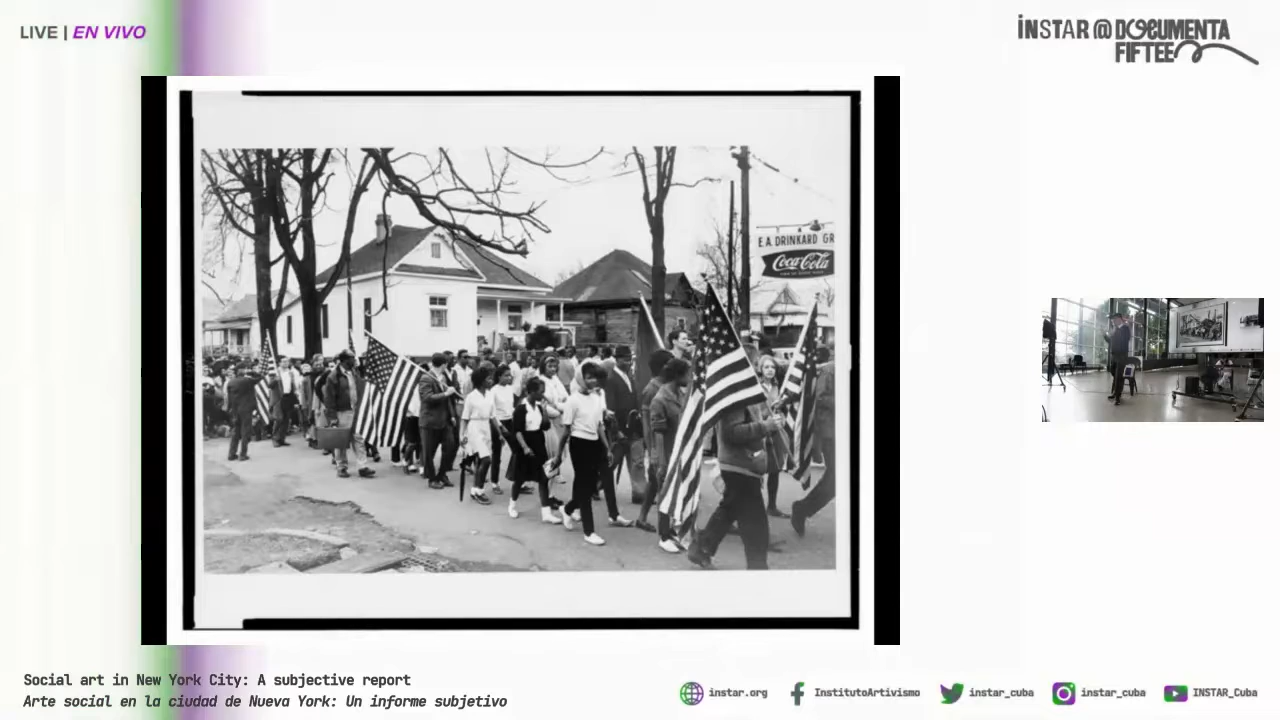 LIVE | EN VIVO
INSTAR @ DOCUMENTA
FIFTEEN
E.A. DRINKARD GR
Coca-Cola
Social art in New York City: A subjective report
Arte social en la ciudad de Nueva York: Un informe subjetivo
instar.org
InstitutoArtivismo
instar_cuba
instar_cuba
INSTAR_Cuba